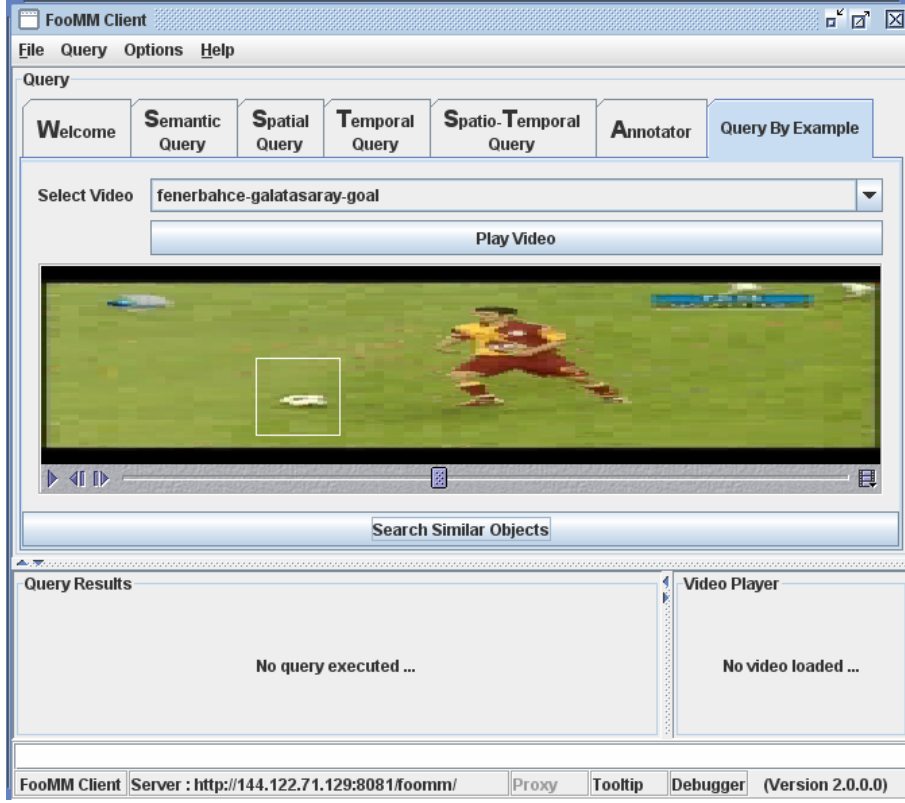 FooMM Client
File Query Options Help
Query
Welcome
Semantic
Query
Spatial
Query
Temporal
Query
Spatio-Temporal
Query
Annotator
Query By Example
Select Video
fenerbahce-galatasaray-goal
Play Video
Search Similar Objects
Query Results
Video Player
No query executed ...
No video loaded ...
FooMM Client
Server : http://144.122.71.129:8081/foomm/
Proxy
Tooltip
Debugger
(Version 2.0.0.0)